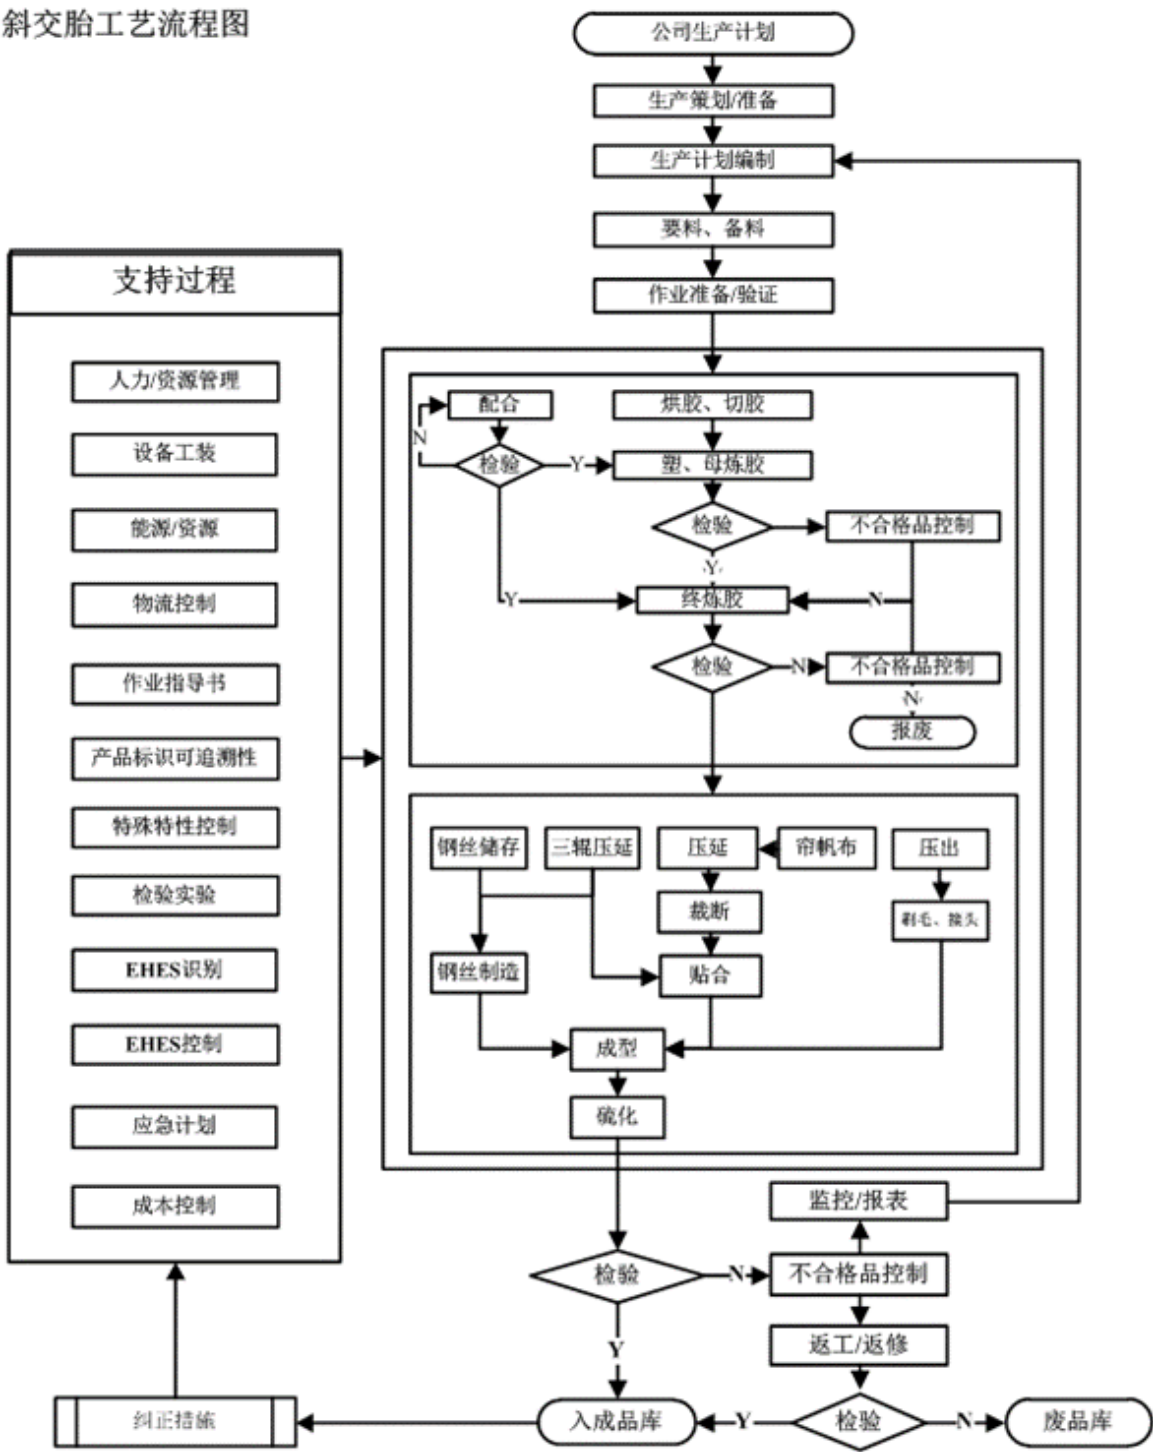 斜交胎工艺流程图
公司生产计划
生产策划/准备
生产计划编制
要料、备料
作业准备/验证
支持过程
人力/资源管理
设备工装
能源/资源
物流控制
作业指导书
产品标识可追溯性
特殊特性控制
检验实验
EHES识别
EHES控制
应急计划
成本控制
配合
烘胶、切胶
N
检验
Y
塑、母炼胶
检验
不合格品控制
Y
Y
终炼胶
N
检验
N
不合格品控制
N
报废
钢丝储存
三辊压延
压延
帘帆布
压出
裁断
刹毛、接头
钢丝制造
贴合
成型
硫化
监控/报表
检验
N
不合格品控制
Y
返工/返修
纠正措施
入成品库
Y
检验
N
废品库